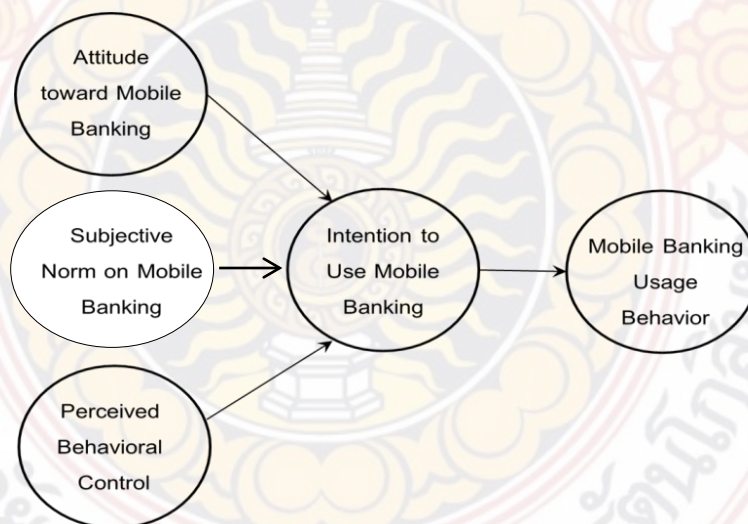 Attitude
toward Mobile
Banking
Subjective
Norm on Mobile
Banking
Intention to
Use Mobile
Banking
Mobile Banking
Usage
Behavior
Perceived
Behavioral
Control